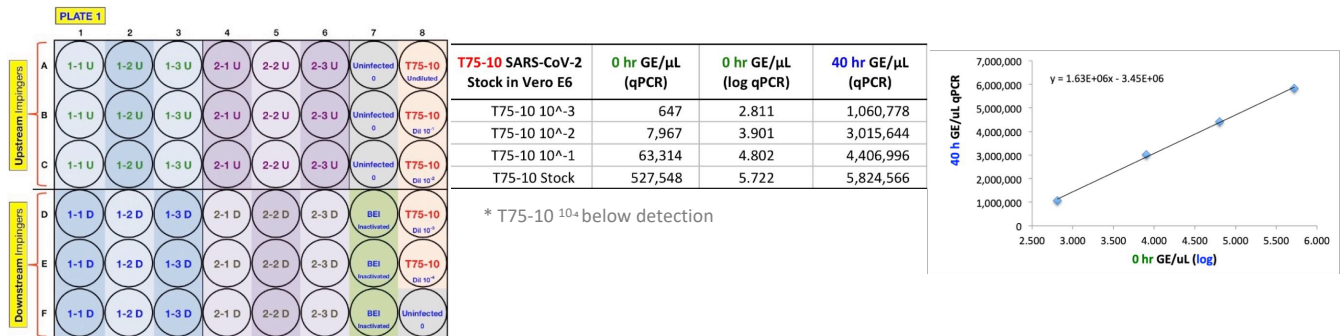 PLATE 1
1 2 3 4 5 6 7 8
Upstream Impingers
A 1-1 U 1-2 U 1-3 U 2-1 U 2-2 U 2-3 U Uninfected 0 T75-10 Undiluted
B 1-1 U 1-2 U 1-3 U 2-1 U 2-2 U 2-3 U Uninfected 0 T75-10 Dil 10⁻¹
C 1-1 U 1-2 U 1-3 U 2-1 U 2-2 U 2-3 U Uninfected 0 T75-10 Dil 10⁻²
Downstream Impingers
D 1-1 D 1-2 D 1-3 D 2-1 D 2-2 D 2-3 D BEI Inactivated T75-10 Dil 10⁻³
E 1-1 D 1-2 D 1-3 D 2-1 D 2-2 D 2-3 D BEI Inactivated T75-10 Dil 10⁻⁴
F 1-1 D 1-2 D 1-3 D 2-1 D 2-2 D 2-3 D BEI Inactivated Uninfected 0
T75-10 SARS-CoV-2 0 hr GE/µL 0 hr GE/µL 40 hr GE/µL
Stock in Vero E6 (qPCR) (log qPCR) (qPCR)
T75-10 10^-3 647 2.811 1,060,778
T75-10 10^-2 7,967 3.901 3,015,644
T75-10 10^-1 63,314 4.802 4,406,996
T75-10 Stock 527,548 5.722 5,824,566
* T75-10 10-4 below detection
40 h GE/uL qPCR
7,000,000
6,000,000
5,000,000
4,000,000
3,000,000
2,000,000
1,000,000
0
y = 1.63E+06x - 3.45E+06
2.500 3.000 3.500 4.000 4.500 5.000 5.500 6.000
0 hr GE/uL (log)